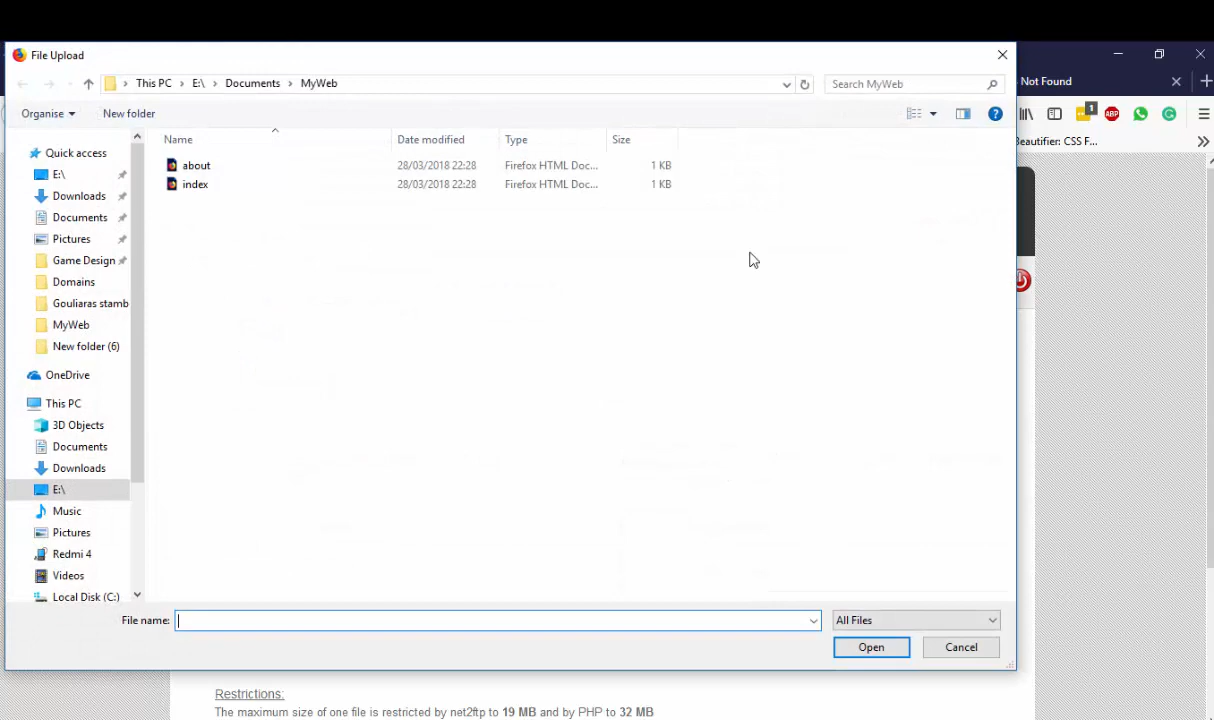 File Upload
Not Found
This PC > E:\ > Documents > MyWeb
Search MyWeb
1
ABP
Organise
New folder
eautifier: CSS F...
Name
Date modified
Type
Size
Quick access
about 28/03/2018 22:28 Firefox HTML Doc... 1 KB
E:\
index 28/03/2018 22:28 Firefox HTML Doc... 1 KB
Downloads
Documents
Pictures
Game Design
Domains
Gouliaras stamb
MyWeb
New folder (6)
OneDrive
This PC
3D Objects
Documents
Downloads
E:\
Music
Pictures
Redmi 4
Videos
Local Disk (C:)
File name:
All Files
Open
Cancel
Restrictions:
The maximum size of one file is restricted by net2ftp to 19 MB and by PHP to 32 MB